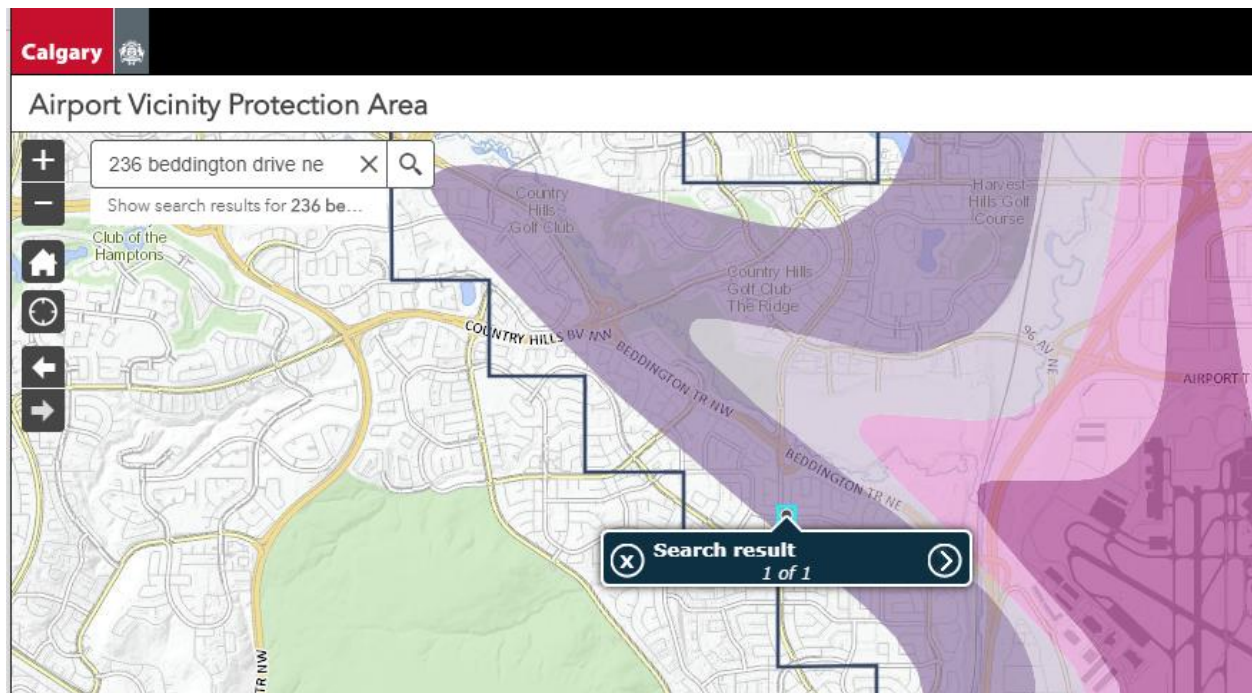 Calgary
Airport Vicinity Protection Area
+
236 beddington drive ne
−
Show search results for 236 be...
Club of the
Hamptons
Country
Hills
Golf Club
Harvest
Hills Golf
Course
Country Hills
Golf Club
The Ridge
COUNTRY HILLS BV NW
BEDDINGTON TR NW
96 AV NE
AIRPORT T
BEDDINGTON TR NE
Search result
1 of 1
TR NW